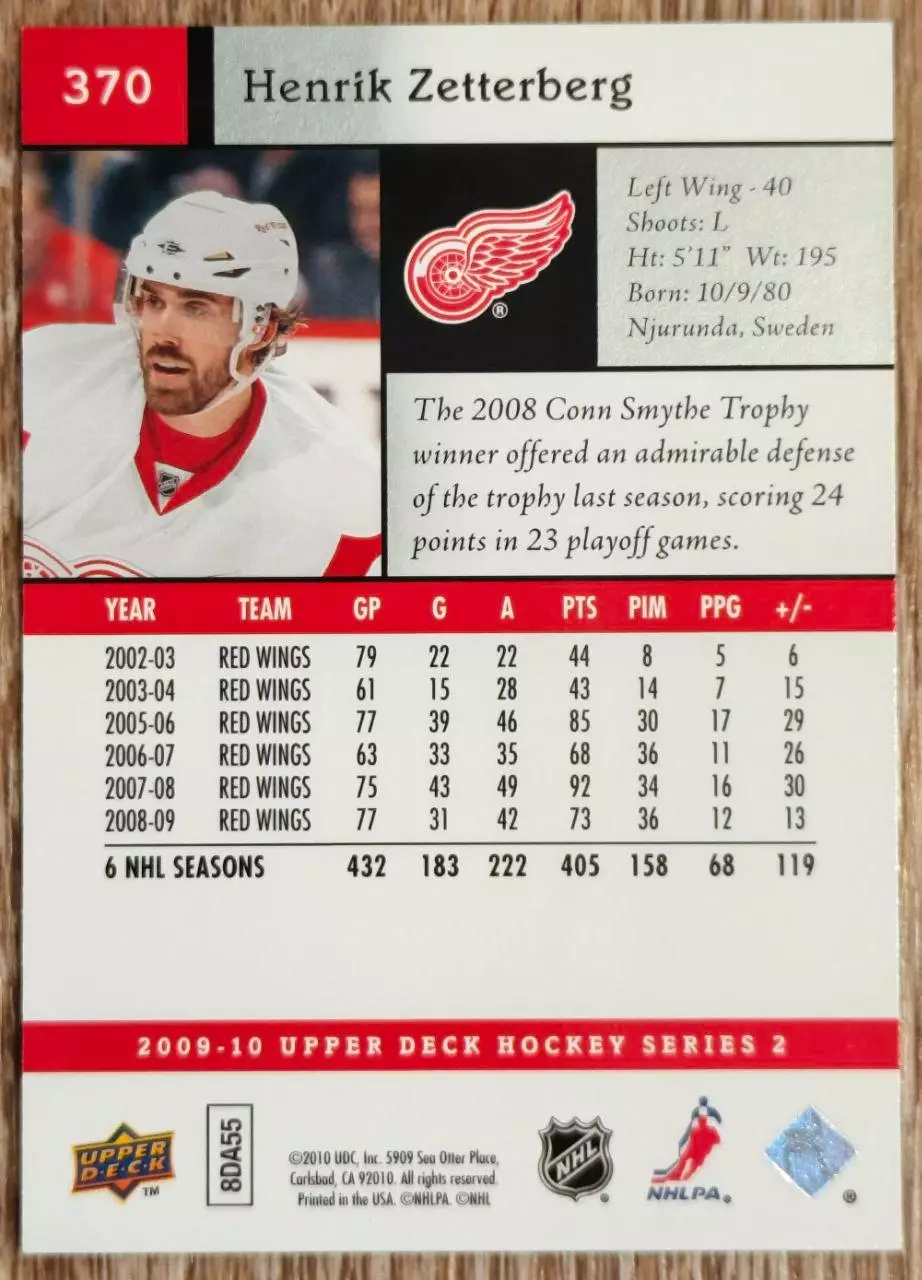 370
Henrik Zetterberg
Left Wing - 40
Shoots: L
Ht: 5'11" Wt: 195
Born: 10/9/80
Njurunda, Sweden
®
The 2008 Conn Smythe Trophy
winner offered an admirable defense
of the trophy last season, scoring 24
points in 23 playoff games.
YEAR TEAM GP G A PTS PIM PPG +/-
2002-03 RED WINGS 79 22 22 44 8 5 6
2003-04 RED WINGS 61 15 28 43 14 7 15
2005-06 RED WINGS 77 39 46 85 30 17 29
2006-07 RED WINGS 63 33 35 68 36 11 26
2007-08 RED WINGS 75 43 49 92 34 16 30
2008-09 RED WINGS 77 31 42 73 36 12 13
6 NHL SEASONS 432 183 222 405 158 68 119
2009-10 UPPER DECK HOCKEY SERIES 2
UPPER
D·E·C·K
TM
8DA55
©2010 UDC, Inc. 5909 Sea Otter Place,
Carlsbad, CA 92010. All rights reserved.
Printed in the USA. ©NHLPA. ©NHL
NHL
®
NHLPA®
®